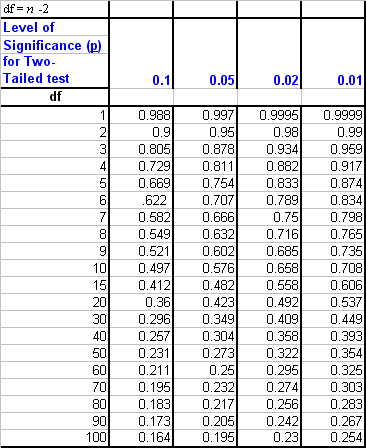 df = n -2
Level of
Significance (p)
for Two-
Tailed test 0.1 0.05 0.02 0.01
df
1 0.988 0.997 0.9995 0.9999
2 0.9 0.95 0.98 0.99
3 0.805 0.878 0.934 0.959
4 0.729 0.811 0.882 0.917
5 0.669 0.754 0.833 0.874
6 .622 0.707 0.789 0.834
7 0.582 0.666 0.75 0.798
8 0.549 0.632 0.716 0.765
9 0.521 0.602 0.685 0.735
10 0.497 0.576 0.658 0.708
15 0.412 0.482 0.558 0.606
20 0.36 0.423 0.492 0.537
30 0.296 0.349 0.409 0.449
40 0.257 0.304 0.358 0.393
50 0.231 0.273 0.322 0.354
60 0.211 0.25 0.295 0.325
70 0.195 0.232 0.274 0.303
80 0.183 0.217 0.256 0.283
90 0.173 0.205 0.242 0.267
100 0.164 0.195 0.23 0.254